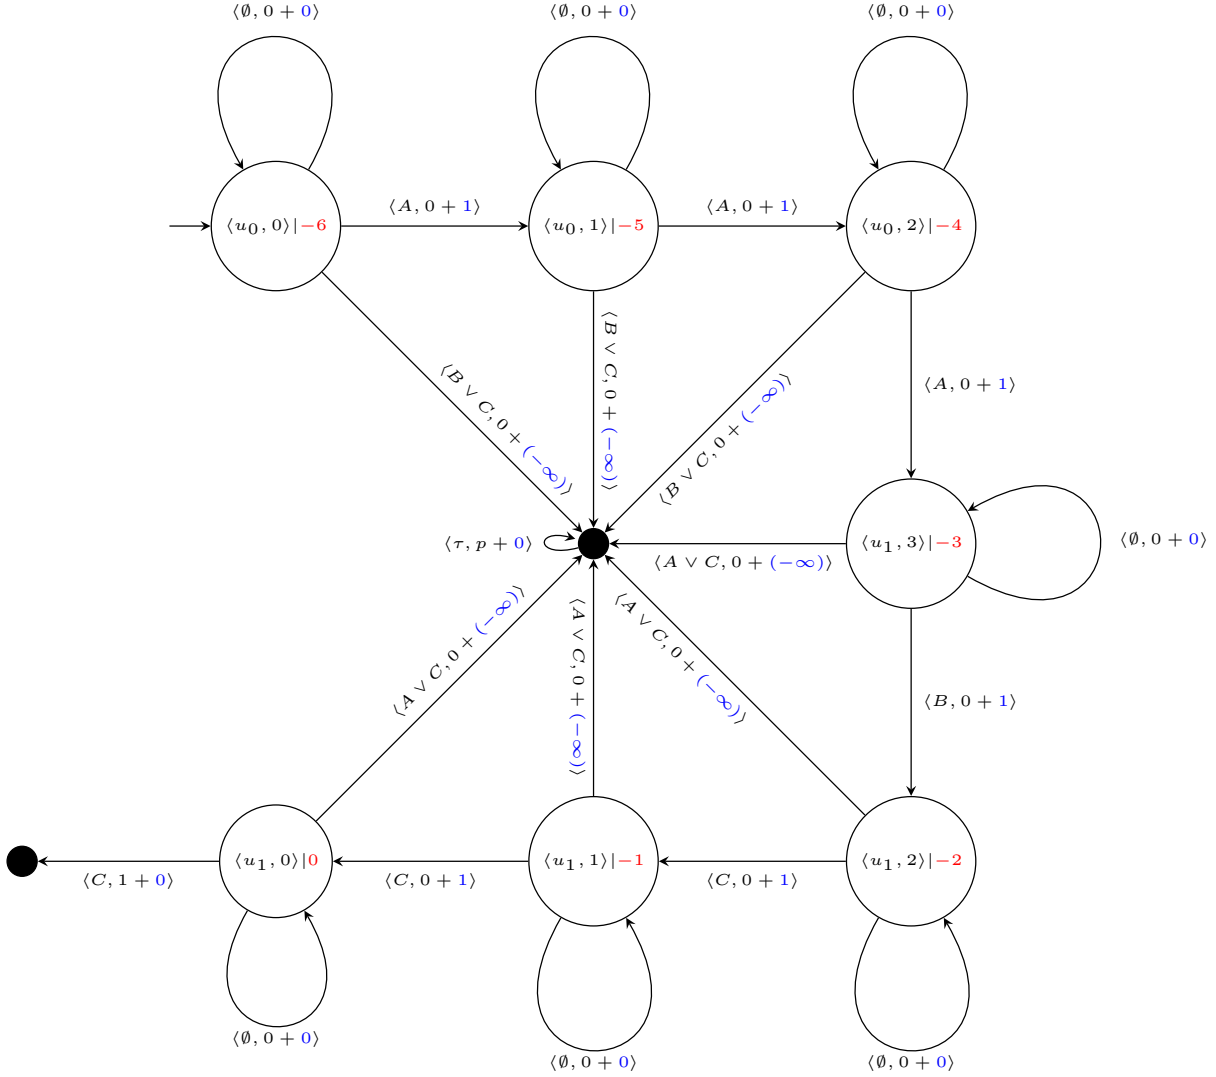 ⟨∅, 0 + 0⟩
⟨∅, 0 + 0⟩
⟨∅, 0 + 0⟩
⟨u₀, 0⟩|−6
⟨A, 0 + 1⟩
⟨u₀, 1⟩|−5
⟨A, 0 + 1⟩
⟨u₀, 2⟩|−4
⟨B ∨ C, 0 + (−∞)⟩
⟨B ∨ C, 0 + (−∞)⟩
⟨B ∨ C, 0 + (−∞)⟩
⟨A, 0 + 1⟩
⟨τ, p + 0⟩
⟨A ∨ C, 0 + (−∞)⟩
⟨u₁, 3⟩|−3
⟨∅, 0 + 0⟩
⟨A ∨ C, 0 + (−∞)⟩
⟨A ∨ C, 0 + (−∞)⟩
⟨A ∨ C, 0 + (−∞)⟩
⟨B, 0 + 1⟩
⟨C, 1 + 0⟩
⟨u₁, 0⟩|0
⟨C, 0 + 1⟩
⟨u₁, 1⟩|−1
⟨C, 0 + 1⟩
⟨u₁, 2⟩|−2
⟨∅, 0 + 0⟩
⟨∅, 0 + 0⟩
⟨∅, 0 + 0⟩